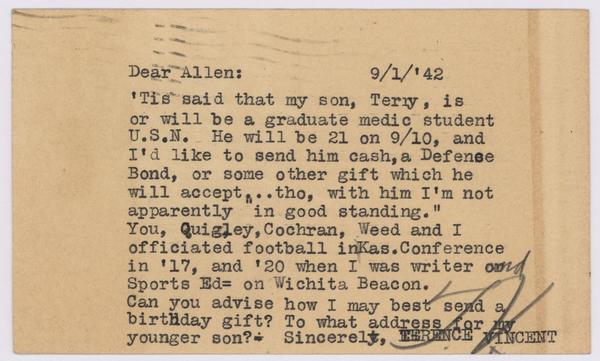 Dear Allen: 9/1/'42
'Tis said that my son, Terry, is
or will be a graduate medic student
U.S.N. He will be 21 on 9/10, and
I'd like to send him cash,a Defense
Bond, or some other gift which he
will accept,..tho, with him I'm not
apparently in good standing."
You, Quigley,Cochran, Weed and I
officiated football inKas.Conference
in '17, and '20 when I was writer and
Sports Ed= on Wichita Beacon.
Can you advise how I may best send a
birthday gift? To what address for my
younger son?- Sincerely, TERENCE VINCENT